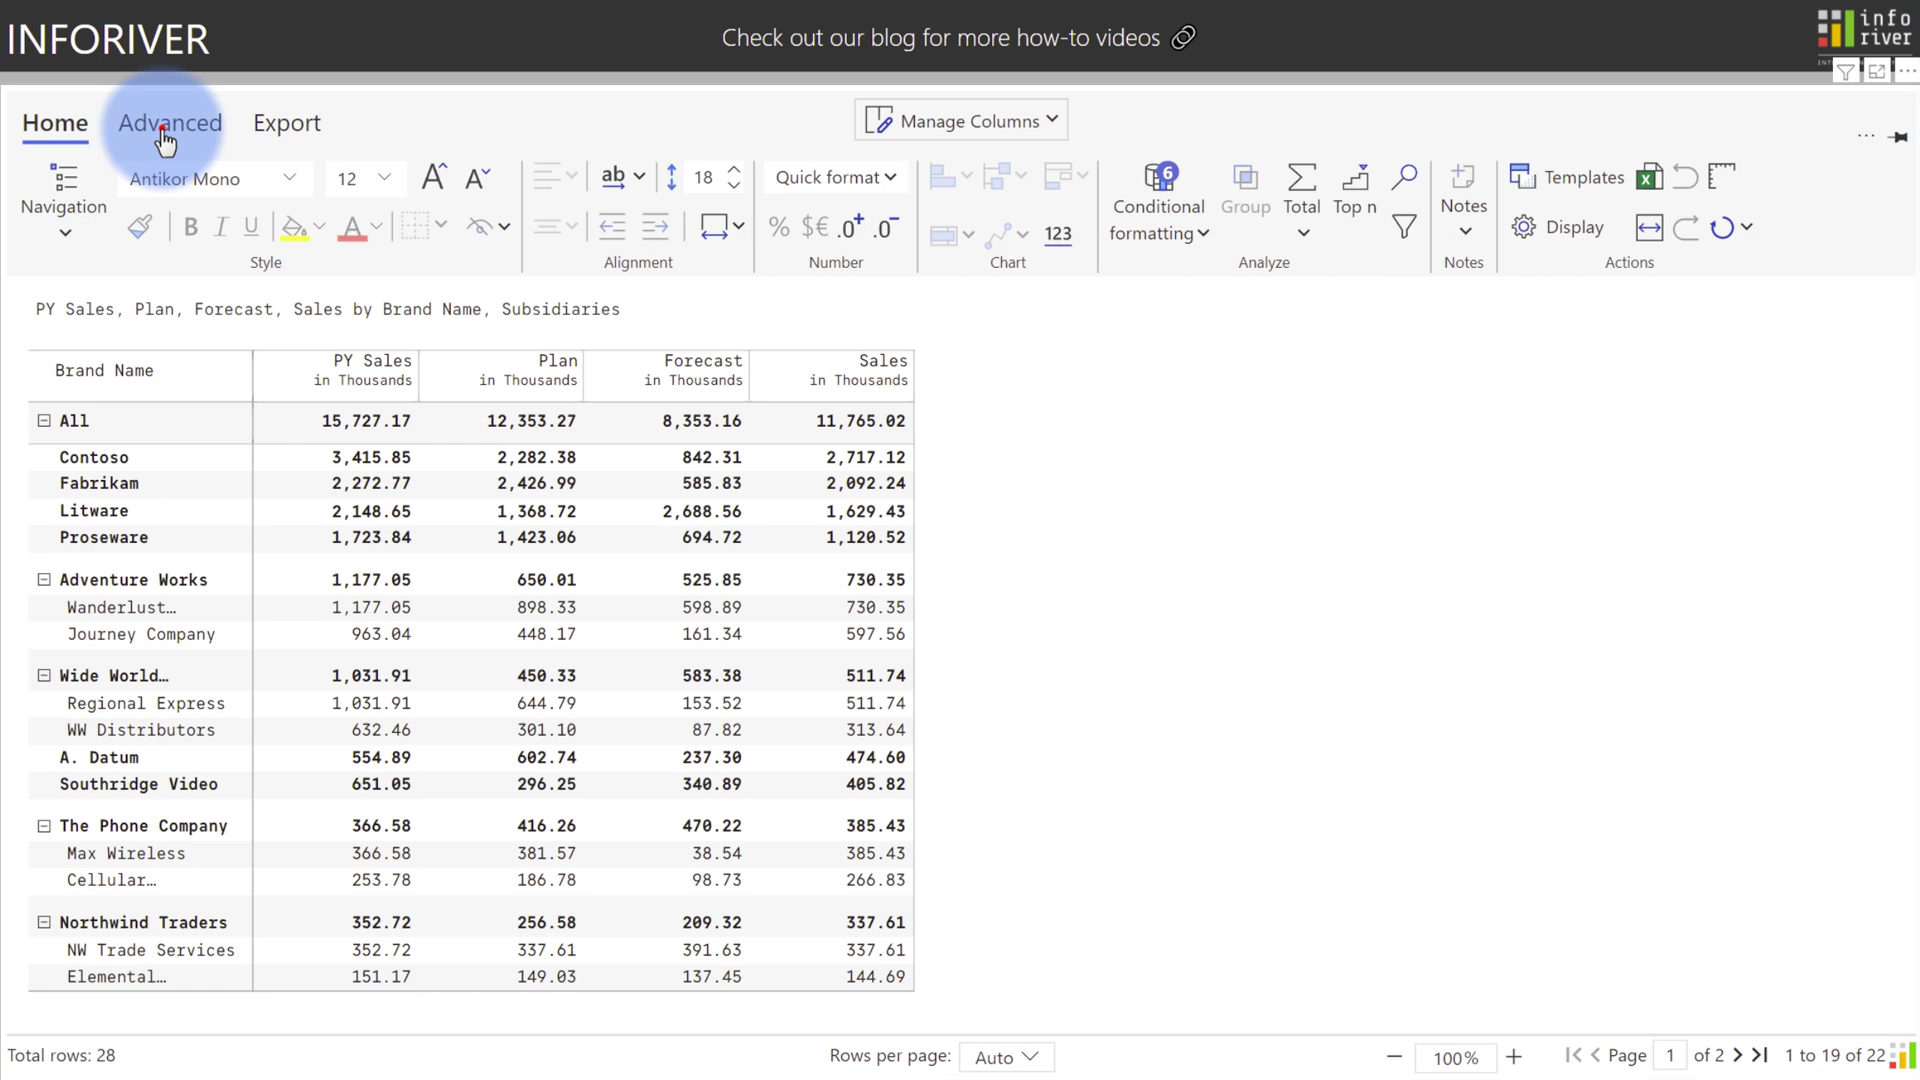 INFORIVER
Check out our blog for more how-to videos
info
river
Home Advanced Export
Manage Columns
Navigation
Antikor Mono
12
B I U
Style
ab
18
Alignment
Quick format
% $€ .0+ .0-
Number
123
Chart
6
Conditional
formatting
Group
Total
Top n
Analyze
Notes
Notes
Templates
Display
Actions
PY Sales, Plan, Forecast, Sales by Brand Name, Subsidiaries
Brand Name PY Sales Plan Forecast Sales
in Thousands in Thousands in Thousands in Thousands
All 15,727.17 12,353.27 8,353.16 11,765.02
Contoso 3,415.85 2,282.38 842.31 2,717.12
Fabrikam 2,272.77 2,426.99 585.83 2,092.24
Litware 2,148.65 1,368.72 2,688.56 1,629.43
Proseware 1,723.84 1,423.06 694.72 1,120.52
Adventure Works 1,177.05 650.01 525.85 730.35
Wanderlust… 1,177.05 898.33 598.89 730.35
Journey Company 963.04 448.17 161.34 597.56
Wide World… 1,031.91 450.33 583.38 511.74
Regional Express 1,031.91 644.79 153.52 511.74
WW Distributors 632.46 301.10 87.82 313.64
A. Datum 554.89 602.74 237.30 474.60
Southridge Video 651.05 296.25 340.89 405.82
The Phone Company 366.58 416.26 470.22 385.43
Max Wireless 366.58 381.57 38.54 385.43
Cellular… 253.78 186.78 98.73 266.83
Northwind Traders 352.72 256.58 209.32 337.61
NW Trade Services 352.72 337.61 391.63 337.61
Elemental… 151.17 149.03 137.45 144.69
Total rows: 28 Rows per page: Auto 100% Page 1 of 2 1 to 19 of 22